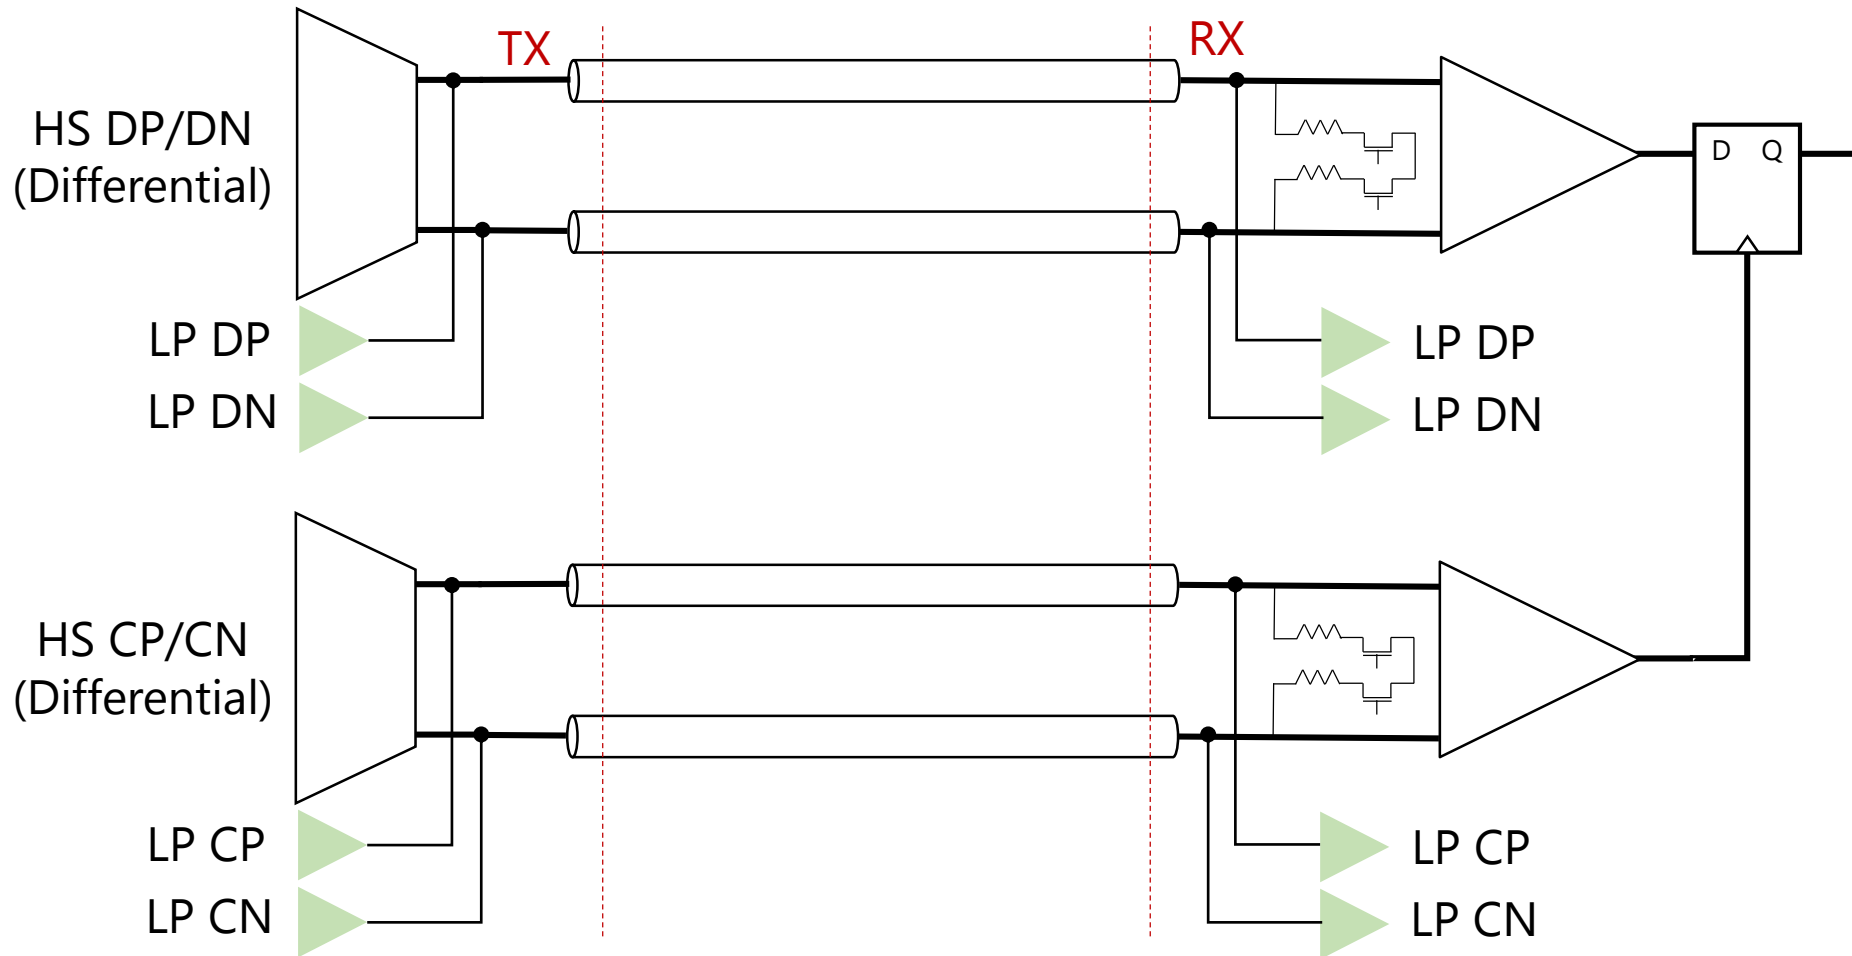 TX
RX
HS DP/DN
(Differential)
D Q
LP DP
LP DN
LP DP
LP DN
HS CP/CN
(Differential)
LP CP
LP CN
LP CP
LP CN